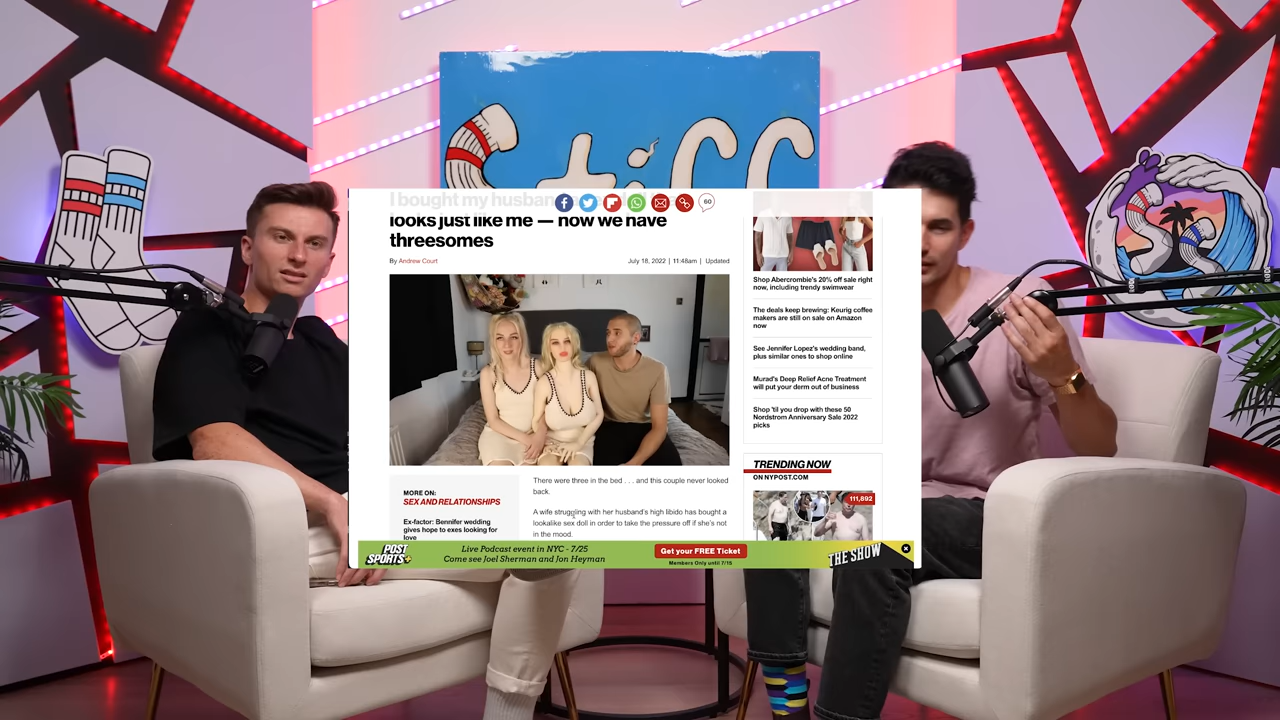 Stiff
I bought my husban
looks just like me — now we have
threesomes
60
By Andrew Court
July 18, 2022 | 11:48am | Updated
MORE ON:
SEX AND RELATIONSHIPS
Ex-factor: Bennifer wedding
gives hope to exes looking for
love
There were three in the bed . . . and this couple never looked
back.
A wife struggling with her husband's high libido has bought a
lookalike sex doll in order to take the pressure off if she's not
in the mood.
Shop Abercrombie's 20% off sale right
now, including trendy swimwear
The deals keep brewing: Keurig coffee
makers are still on sale on Amazon
now
See Jennifer Lopez's wedding band,
plus similar ones to shop online
Murad's Deep Relief Acne Treatment
will put your derm out of business
Shop 'til you drop with these 50
Nordstrom Anniversary Sale 2022
picks
TRENDING NOW
ON NYPOST.COM
111,892
POST
SPORTS+
Live Podcast event in NYC - 7/25
Come see Joel Sherman and Jon Heyman
Get your FREE Ticket
Members Only until 7/15
THE SHOW
RODE
RODE